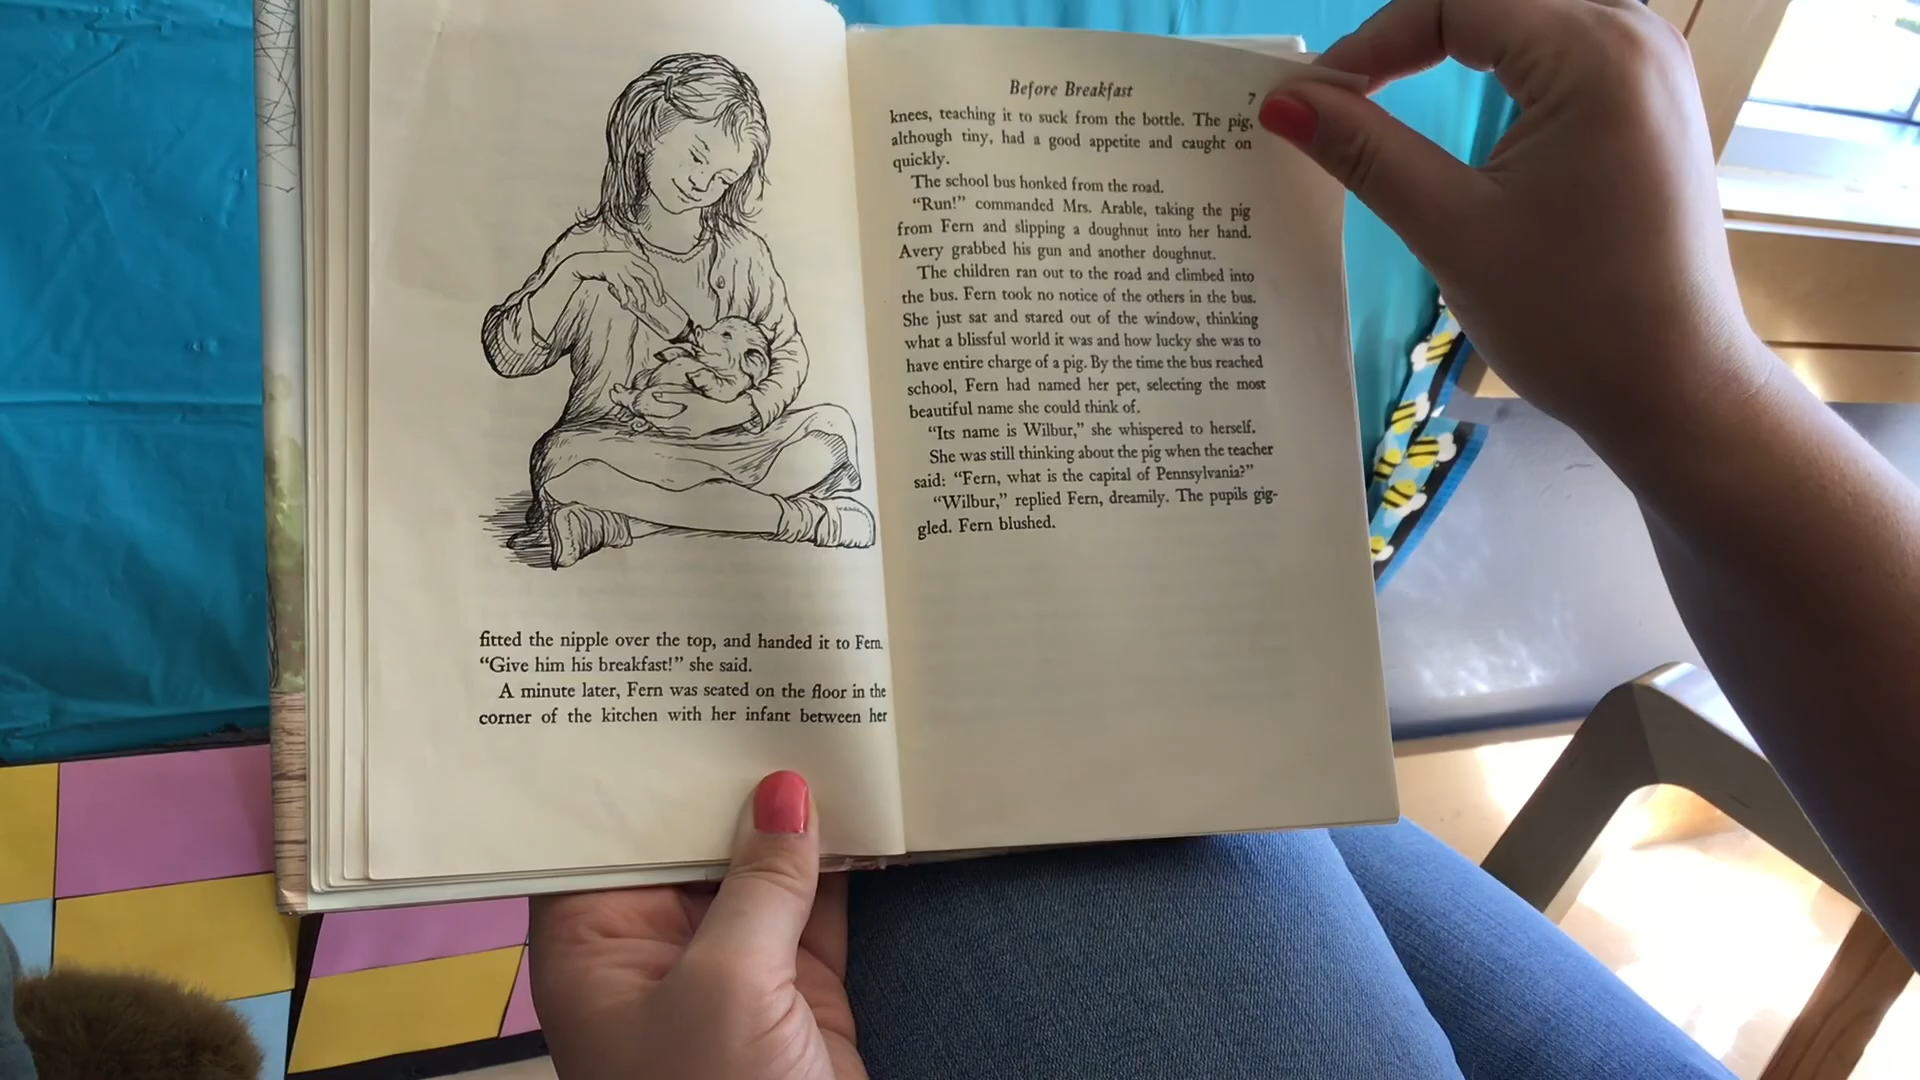 fitted the nipple over the top, and handed it to Fern.
“Give him his breakfast!” she said.
A minute later, Fern was seated on the floor in the
corner of the kitchen with her infant between her
Before Breakfast 7
knees, teaching it to suck from the bottle. The pig,
although tiny, had a good appetite and caught on
quickly.
The school bus honked from the road.
“Run!” commanded Mrs. Arable, taking the pig
from Fern and slipping a doughnut into her hand.
Avery grabbed his gun and another doughnut.
The children ran out to the road and climbed into
the bus. Fern took no notice of the others in the bus.
She just sat and stared out of the window, thinking
what a blissful world it was and how lucky she was to
have entire charge of a pig. By the time the bus reached
school, Fern had named her pet, selecting the most
beautiful name she could think of.
“Its name is Wilbur,” she whispered to herself.
She was still thinking about the pig when the teacher
said: “Fern, what is the capital of Pennsylvania?”
“Wilbur,” replied Fern, dreamily. The pupils gig-
gled. Fern blushed.